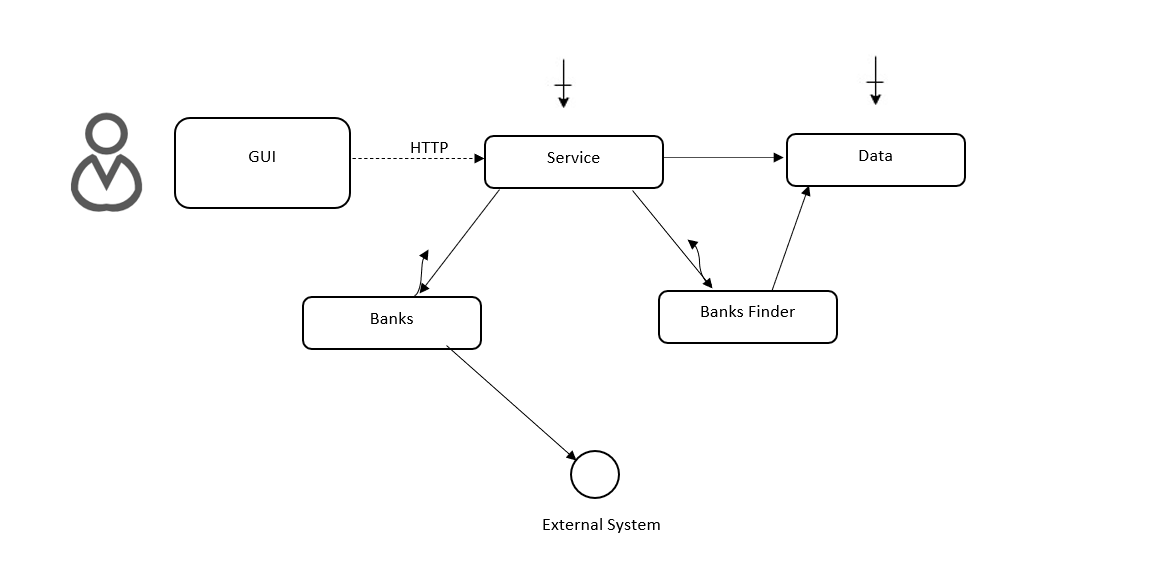 GUI
HTTP
Service
Data
Banks
Banks Finder
External System